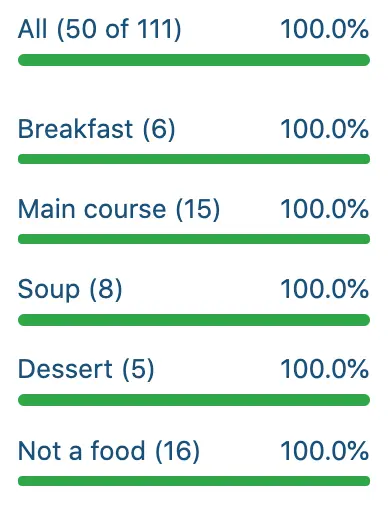 All (50 of 111) 100.0%
Breakfast (6) 100.0%
Main course (15) 100.0%
Soup (8) 100.0%
Dessert (5) 100.0%
Not a food (16) 100.0%